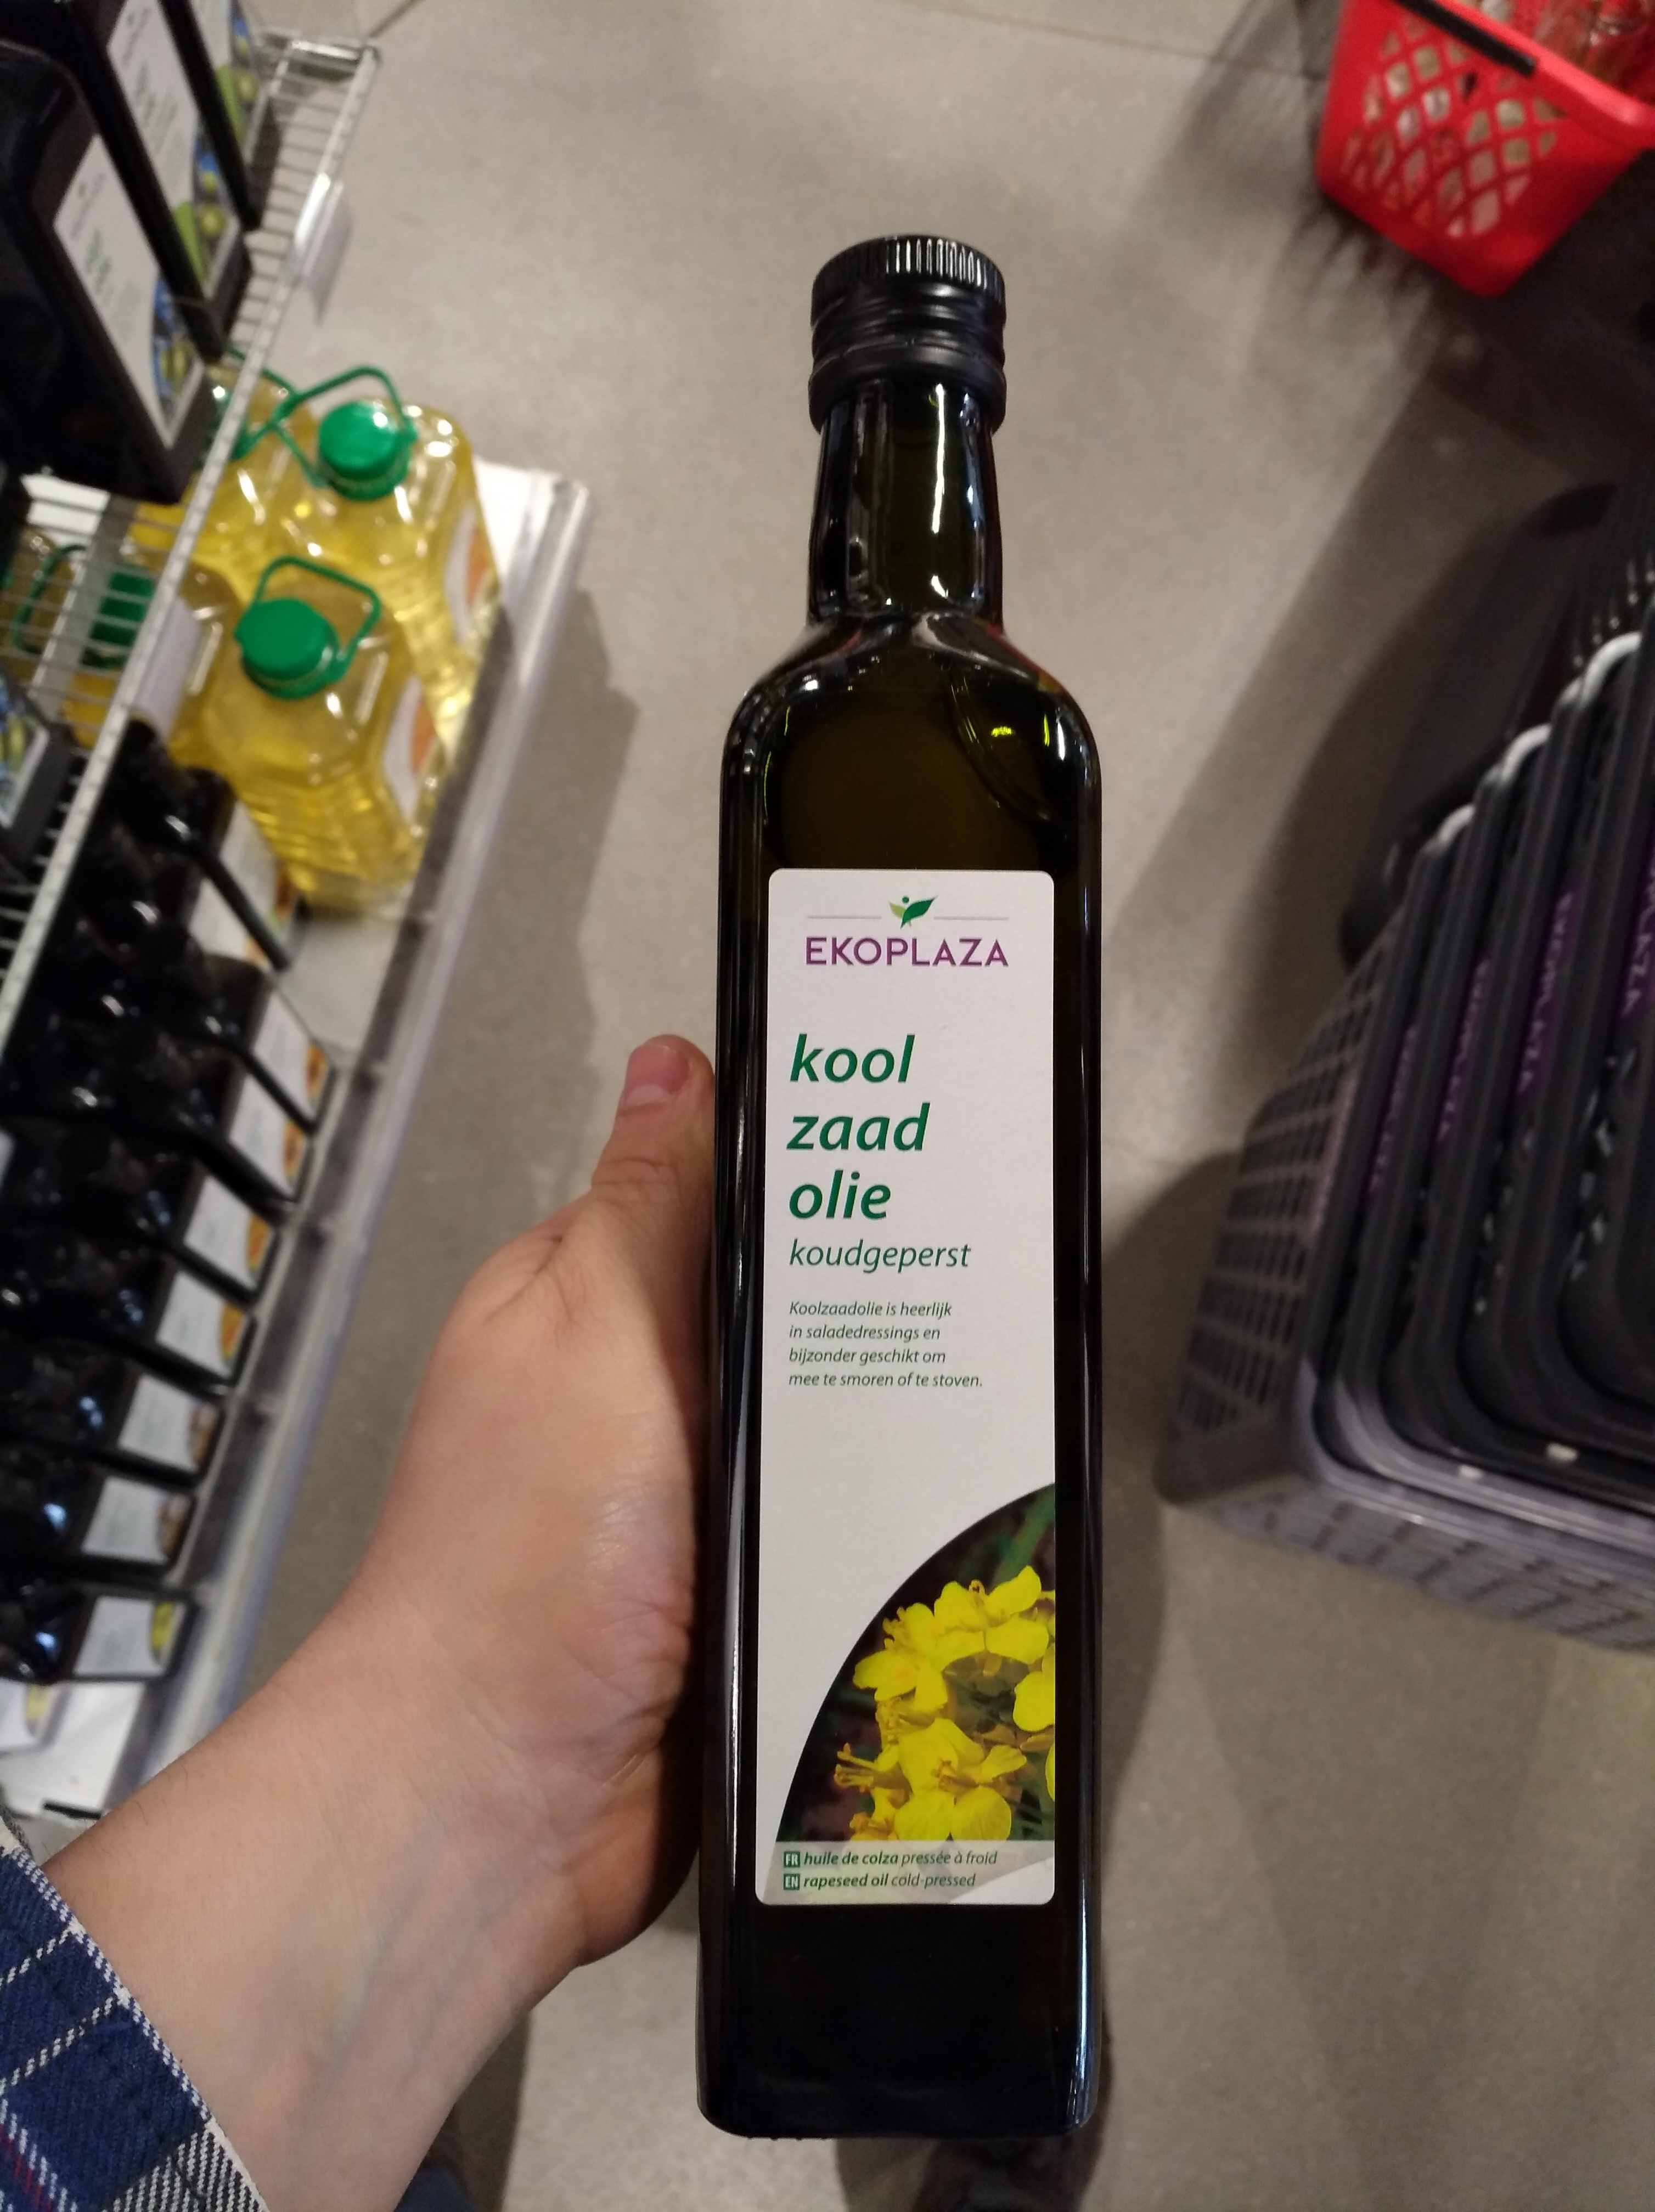 EKOPLAZA
kool
zaad
olie
koudgeperst
Koolzaadolie is heerlijk
in saladedressings en
bijzonder geschikt om
mee te smoren of te stoven.
FR huile de colza pressée à froid
EN rapeseed oil cold-pressed
EKOPLAZA